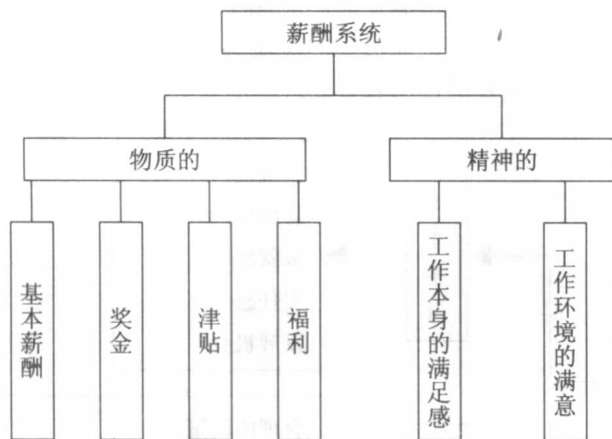 薪酬系统
物质的
精神的
基本薪酬
奖金
津贴
福利
工作本身的满足感
工作环境的满意